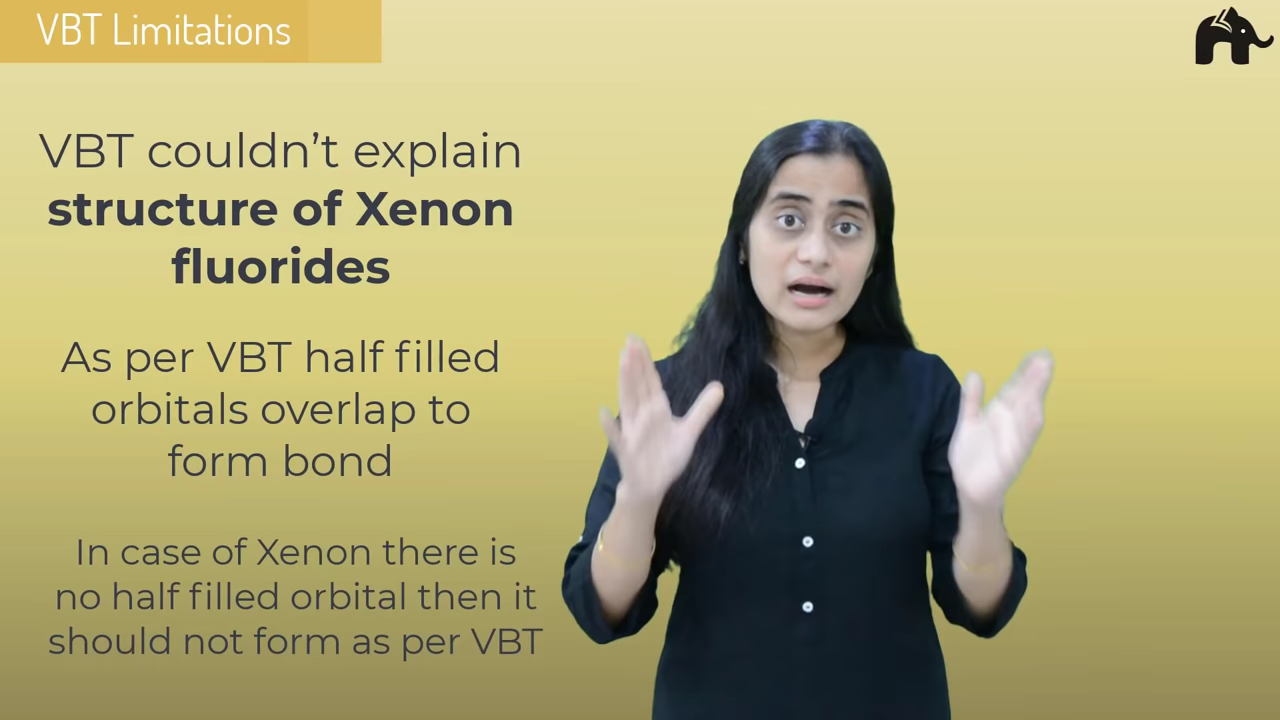 VBT Limitations
VBT couldn’t explain
structure of Xenon
fluorides
As per VBT half filled
orbitals overlap to
form bond
In case of Xenon there is
no half filled orbital then it
should not form as per VBT